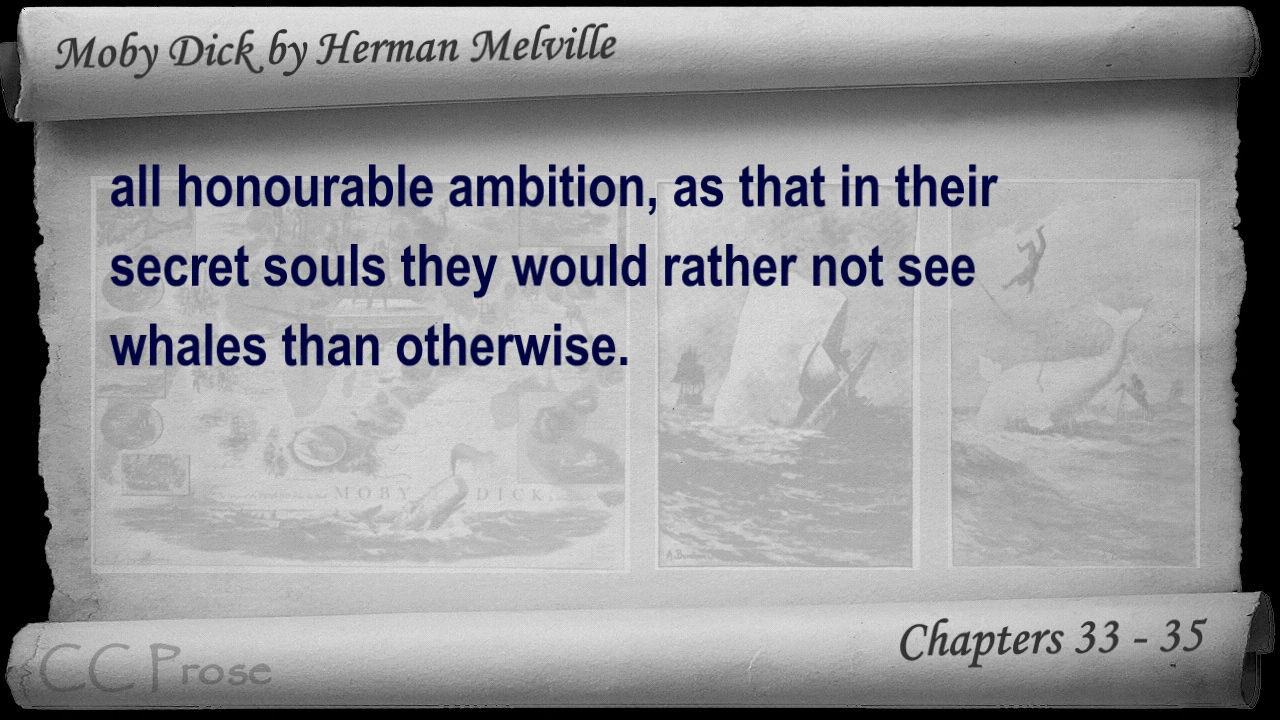 Moby Dick by Herman Melville
all honourable ambition, as that in their
secret souls they would rather not see
whales than otherwise.
MOBY DICK
Chapters 33 - 35
CC Prose